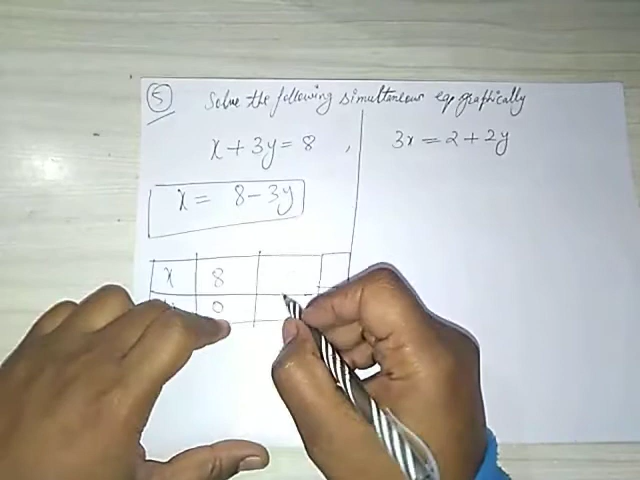 5 Solve the following simultaneous eq graphically
x + 3y = 8 , 3x = 2 + 2y
x = 8 - 3y
x 8
0